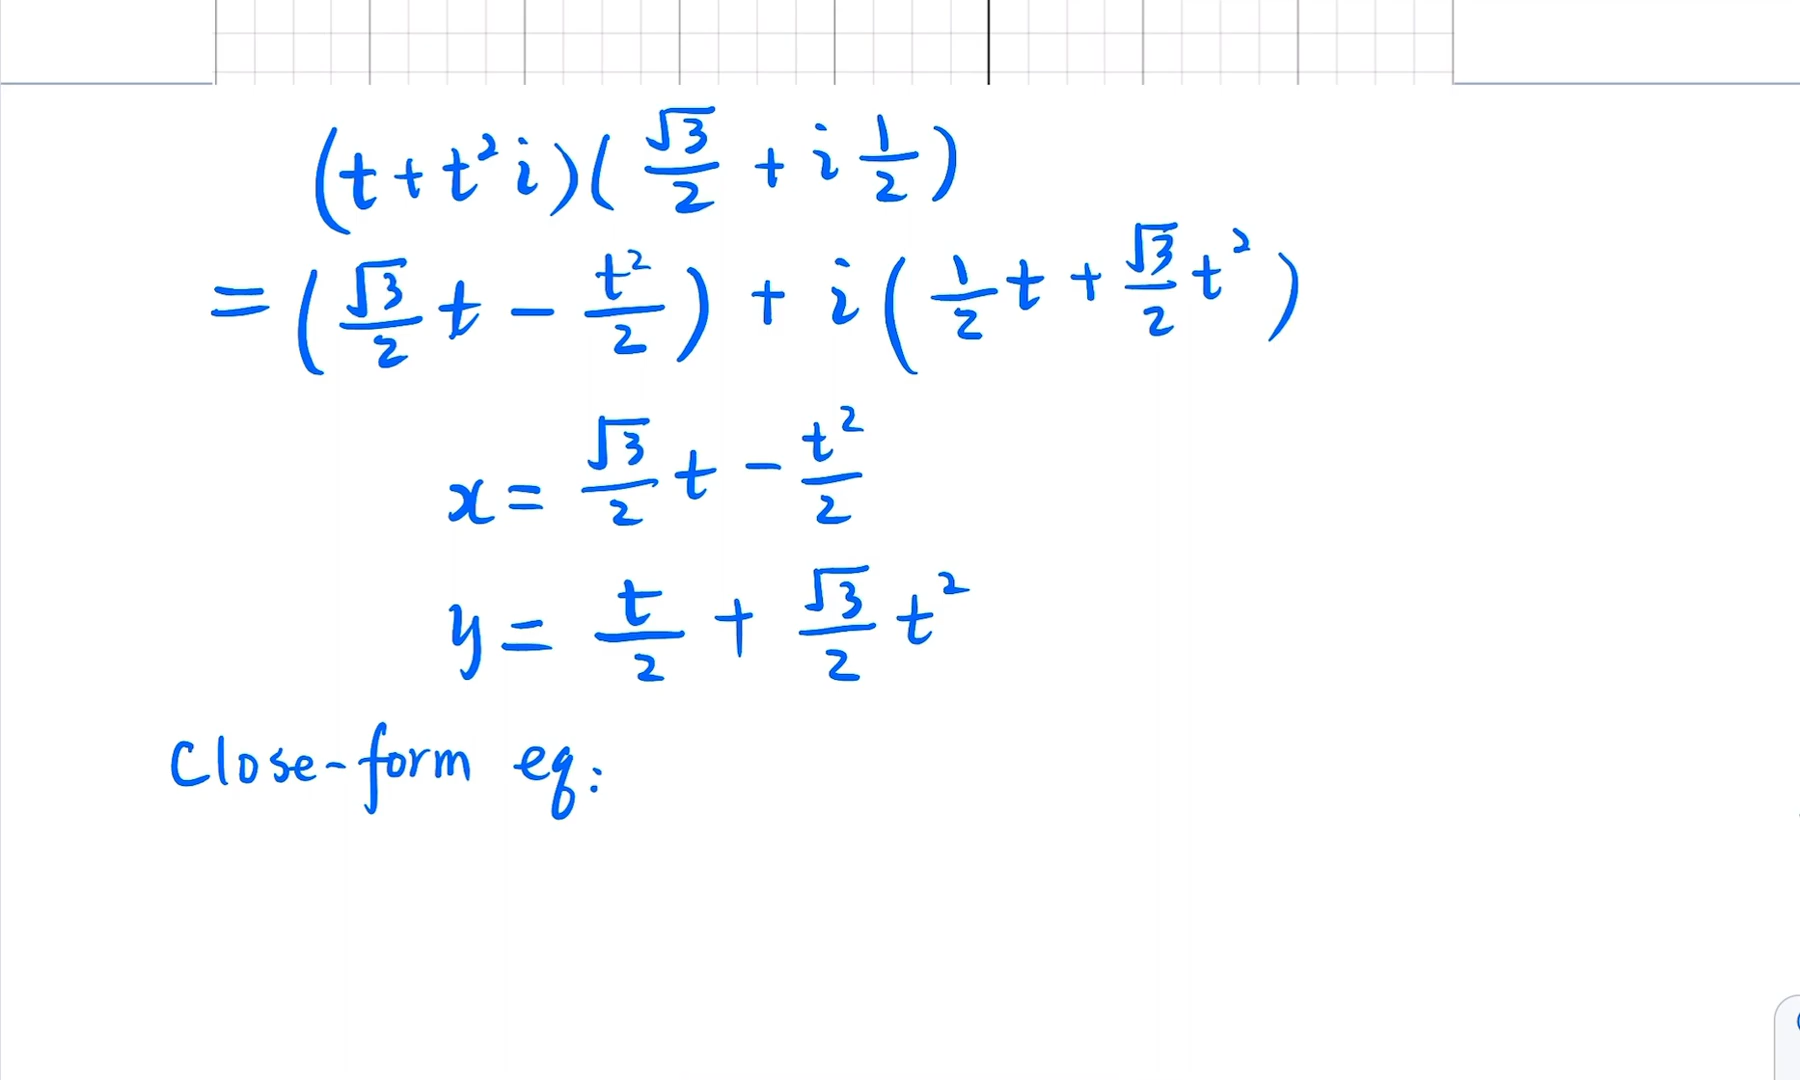 (t + t²i)(√3/2 + i 1/2)
= (√3/2 t - t²/2) + i(1/2 t + √3/2 t²)
x = √3/2 t - t²/2
y = t/2 + √3/2 t²
Close-form eq: